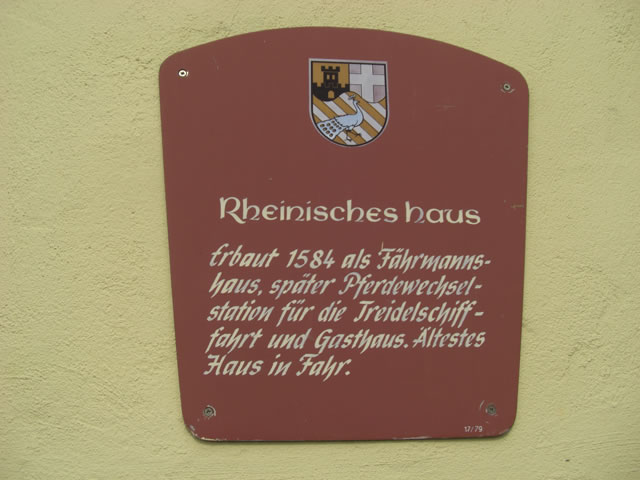 Rheinisches haus
Erbaut 1584 als Fährmanns-
haus, später Pferdewechsel-
station für die Treidelschiff-
fahrt und Gasthaus. Ältestes
Haus in Fahr.
17/79